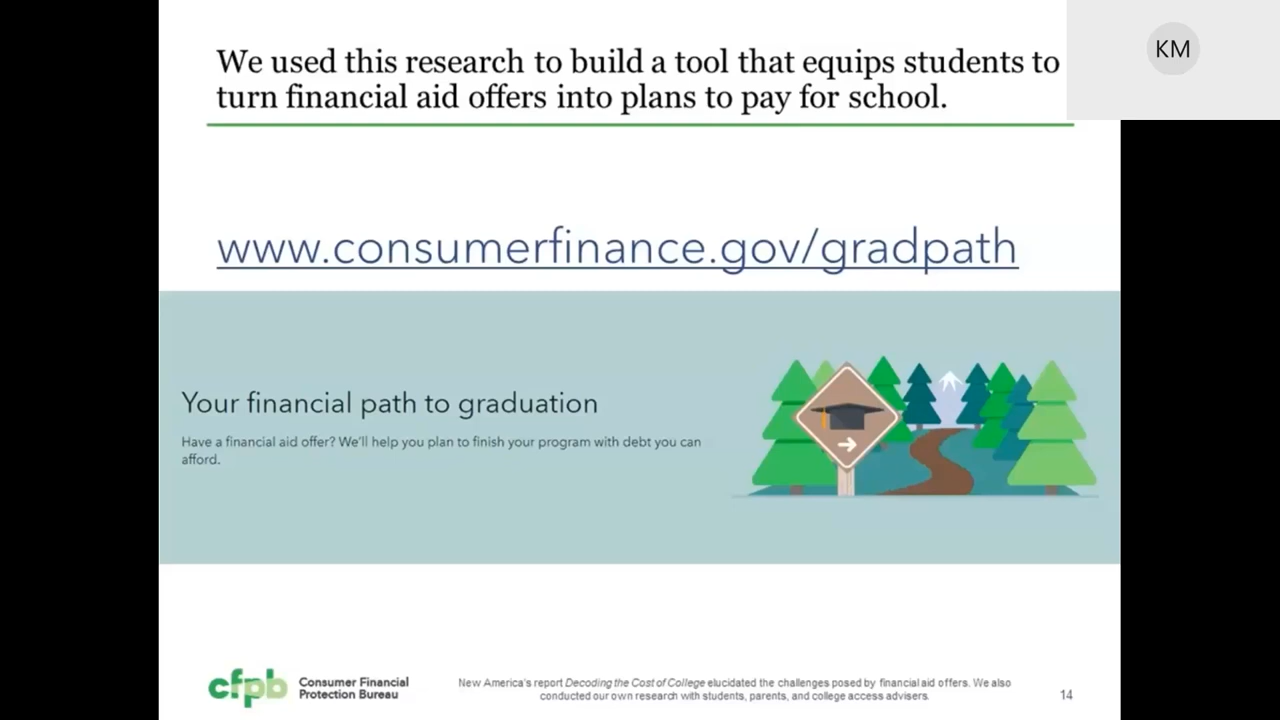 We used this research to build a tool that equips students to
turn financial aid offers into plans to pay for school.
KM
www.consumerfinance.gov/gradpath
Your financial path to graduation
Have a financial aid offer? We'll help you plan to finish your program with debt you can
afford.
cfpb
Consumer Financial
Protection Bureau
New America's report Decoding the Cost of College elucidated the challenges posed by financial aid offers. We also
conducted our own research with students, parents, and college access advisers.
14